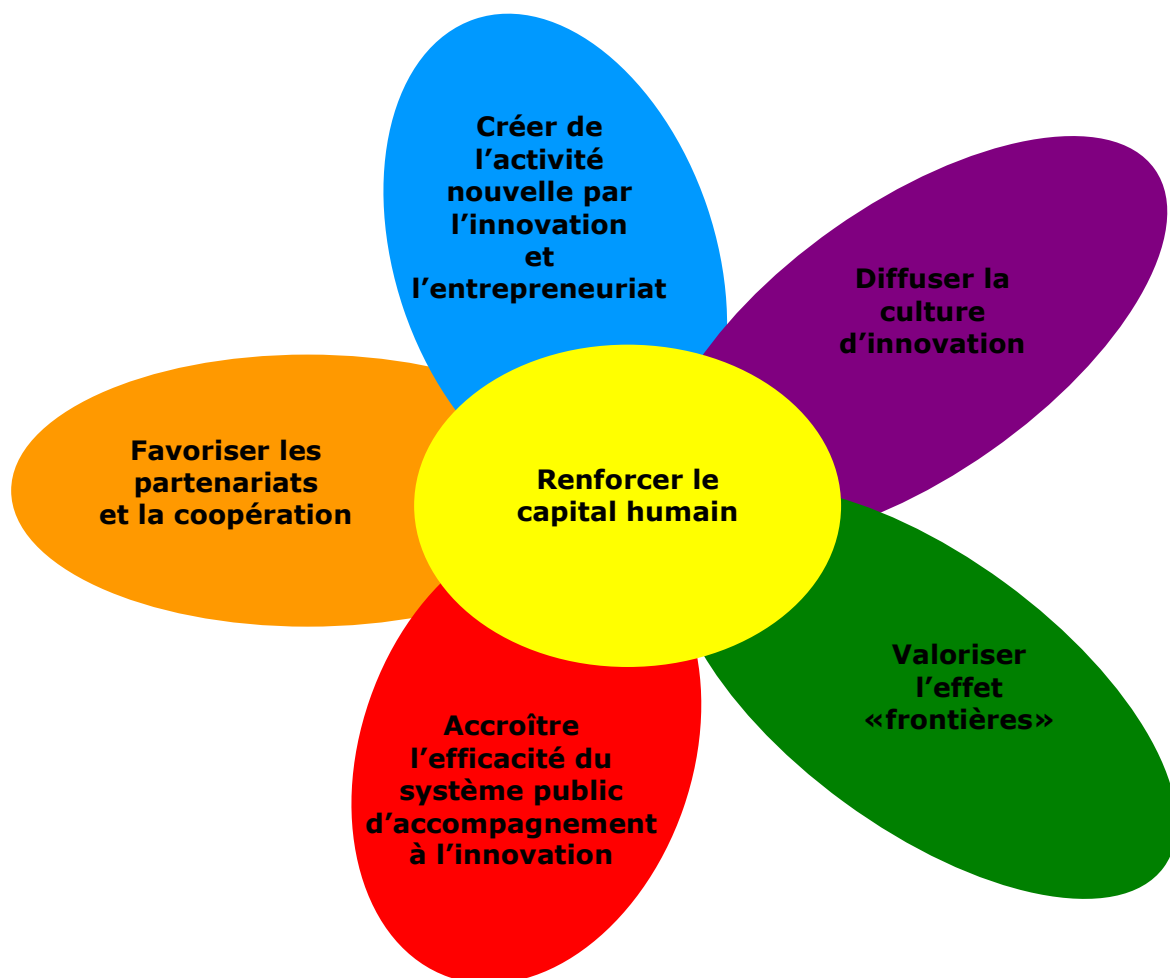 Créer de
l’activité
nouvelle par
l’innovation
et
l’entrepreneuriat
Diffuser la
culture
d’innovation
Favoriser les
partenariats
et la coopération
Renforcer le
capital humain
Valoriser
l’effet
«frontières»
Accroître
l’efficacité du
système public
d’accompagnement
à l’innovation